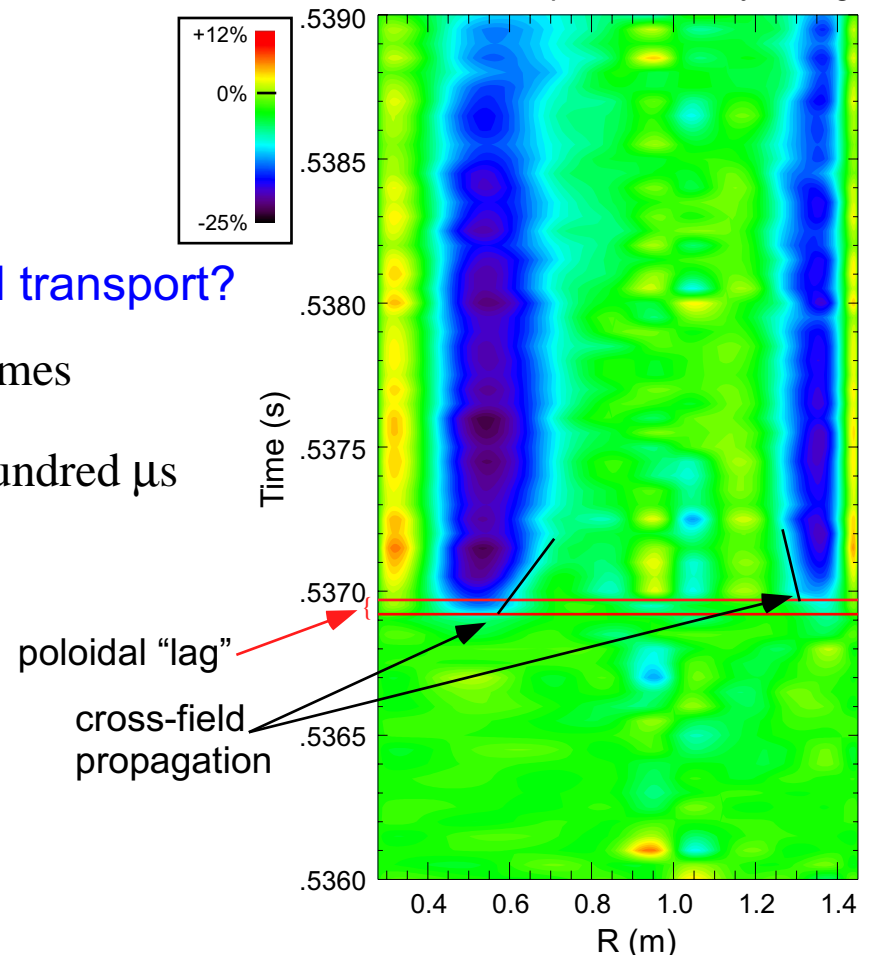 +12%
0%
-25%
l transport?
mes
undred μs
poloidal “lag”
cross-field
propagation
Time (s)
.5390
.5385
.5380
.5375
.5370
.5365
.5360
{
0.4 0.6 0.8 1.0 1.2 1.4
R (m)